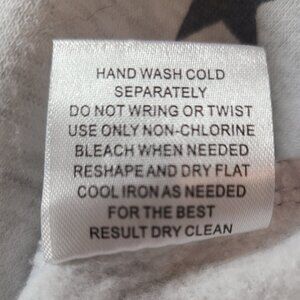 HAND WASH COLD
SEPARATELY
DO NOT WRING OR TWIST
USE ONLY NON-CHLORINE
BLEACH WHEN NEEDED
RESHAPE AND DRY FLAT
COOL IRON AS NEEDED
FOR THE BEST
RESULT DRY CLEAN